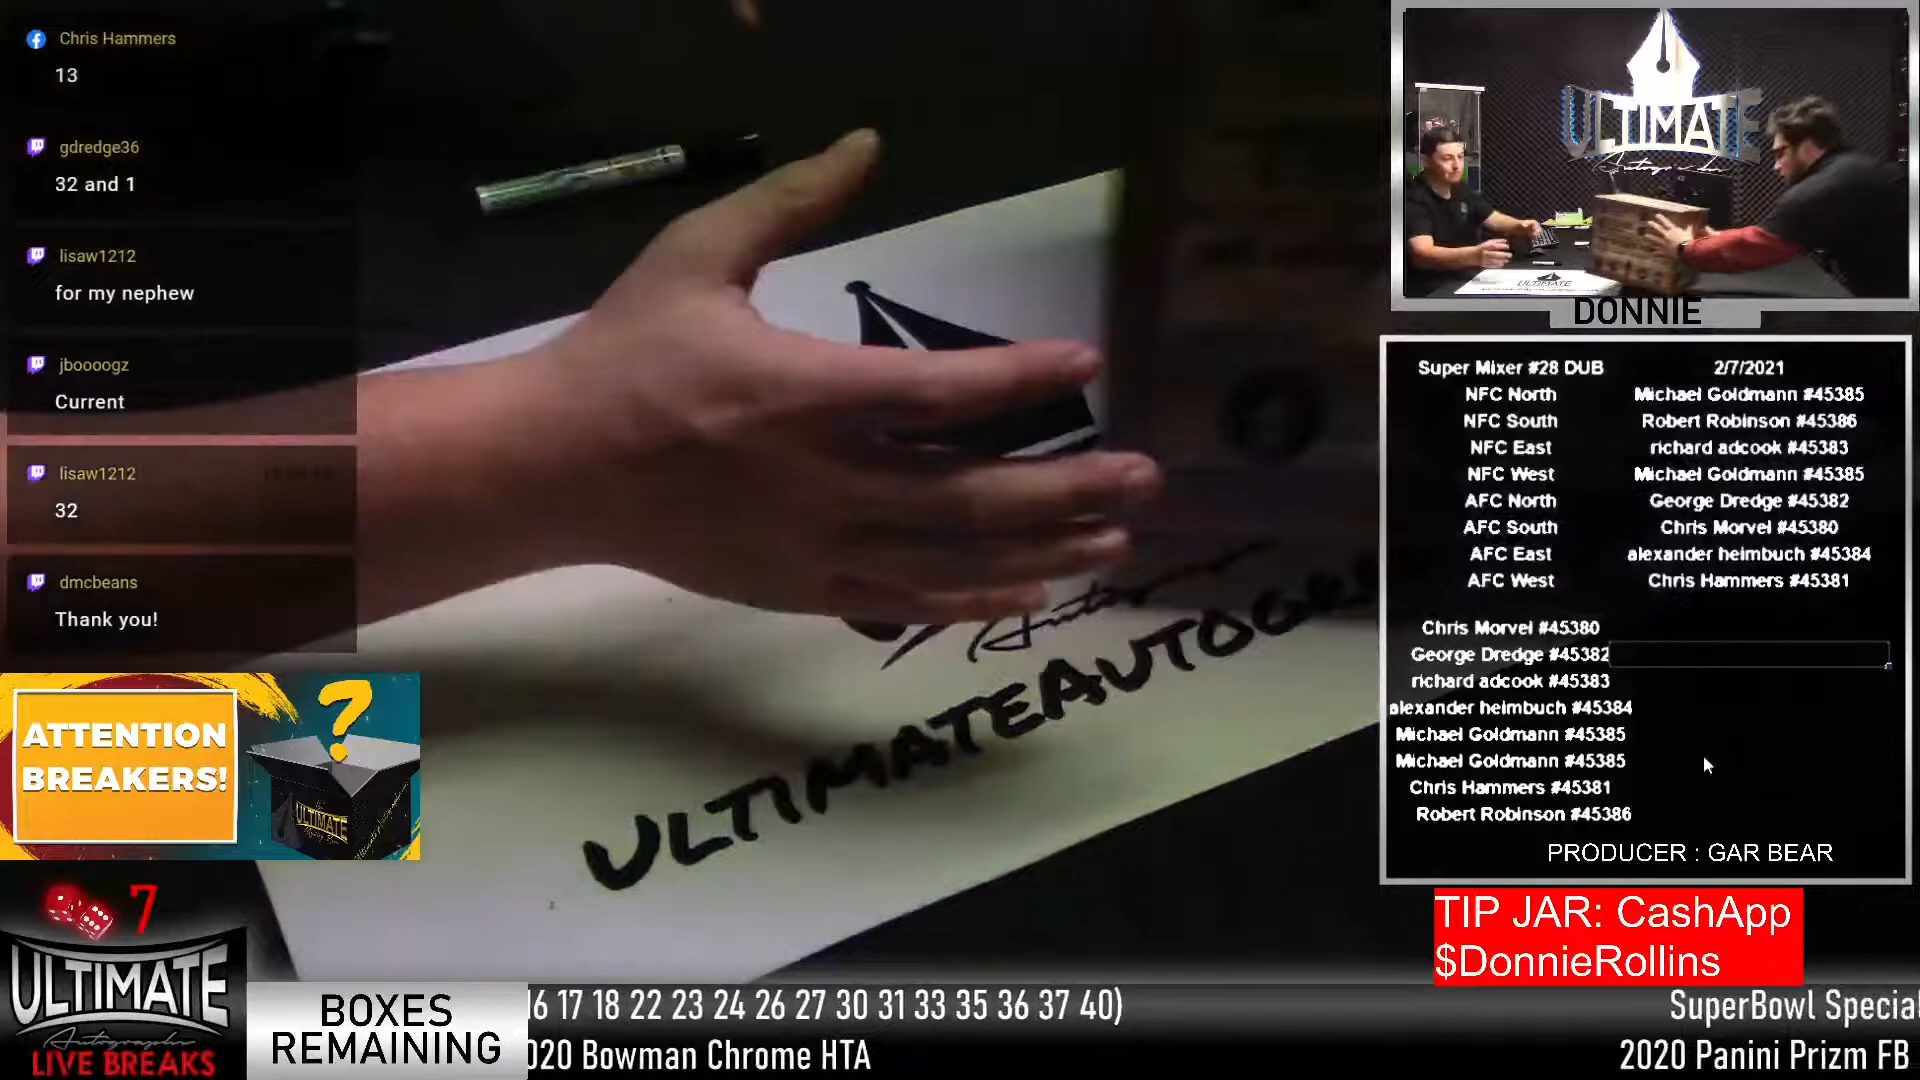 Chris Hammers
13
gdredge36
32 and 1
lisaw1212
for my nephew
jboooogz
Current
lisaw1212
32
dmcbeans
Thank you!
ATTENTION
BREAKERS!
?
ULTIMATE
7
ULTIMATE
Autographs
LIVE BREAKS
BOXES
REMAINING
16 17 18 22 23 24 26 27 30 31 33 35 36 37 40)
SuperBowl Special
020 Bowman Chrome HTA
2020 Panini Prizm FB
ULTIMATEAUTOGR
ULTIMATE
ULTIMATE
DONNIE
Super Mixer #28 DUB 2/7/2021
NFC North Michael Goldmann #45385
NFC South Robert Robinson #45386
NFC East richard adcook #45383
NFC West Michael Goldmann #45385
AFC North George Dredge #45382
AFC South Chris Morvel #45380
AFC East alexander heimbuch #45384
AFC West Chris Hammers #45381
Chris Morvel #45380
George Dredge #45382
richard adcook #45383
alexander heimbuch #45384
Michael Goldmann #45385
Michael Goldmann #45385
Chris Hammers #45381
Robert Robinson #45386
PRODUCER : GAR BEAR
TIP JAR: CashApp
$DonnieRollins